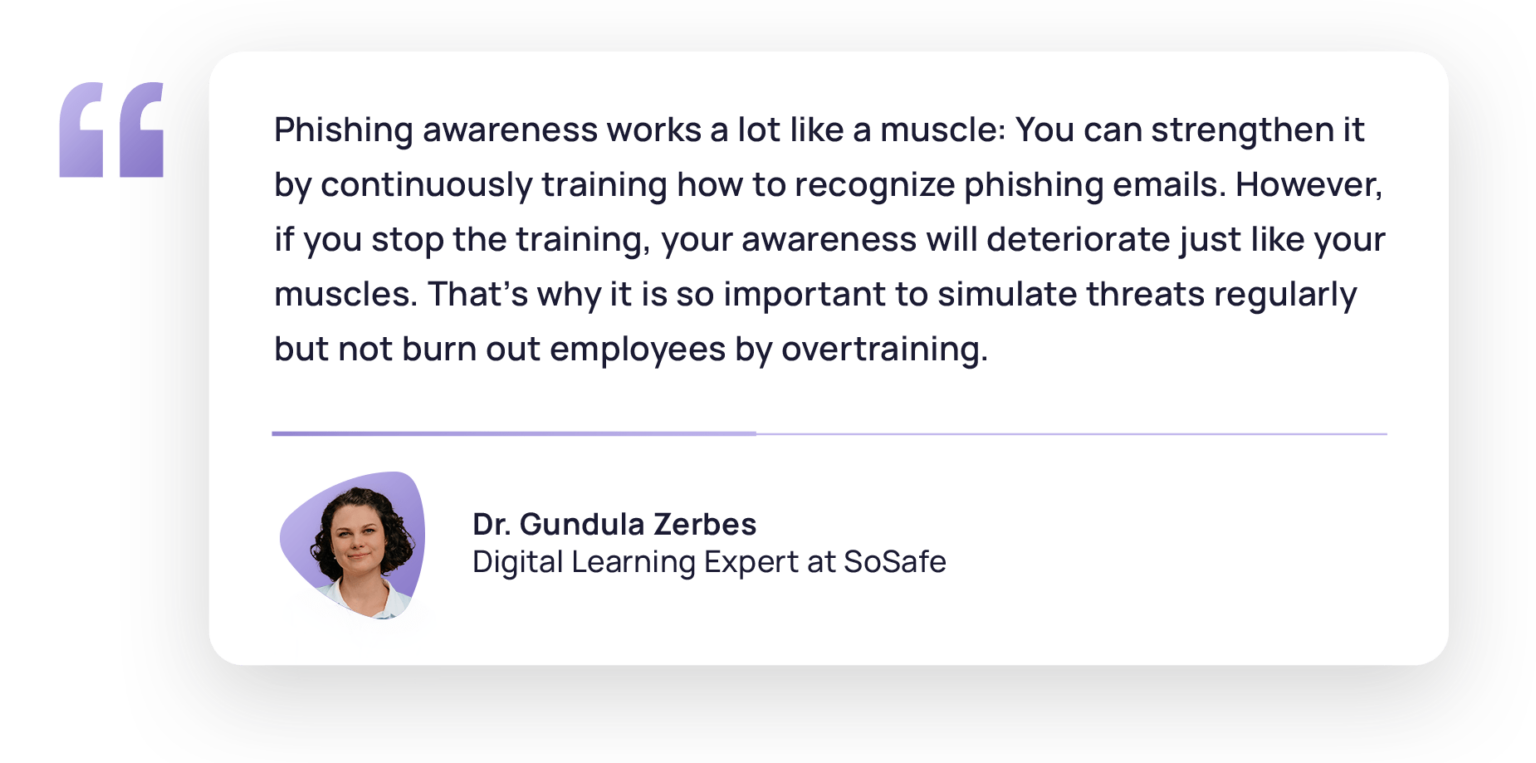 Phishing awareness works a lot like a muscle: You can strengthen it
by continuously training how to recognize phishing emails. However,
if you stop the training, your awareness will deteriorate just like your
muscles. That’s why it is so important to simulate threats regularly
but not burn out employees by overtraining.
Dr. Gundula Zerbes
Digital Learning Expert at SoSafe